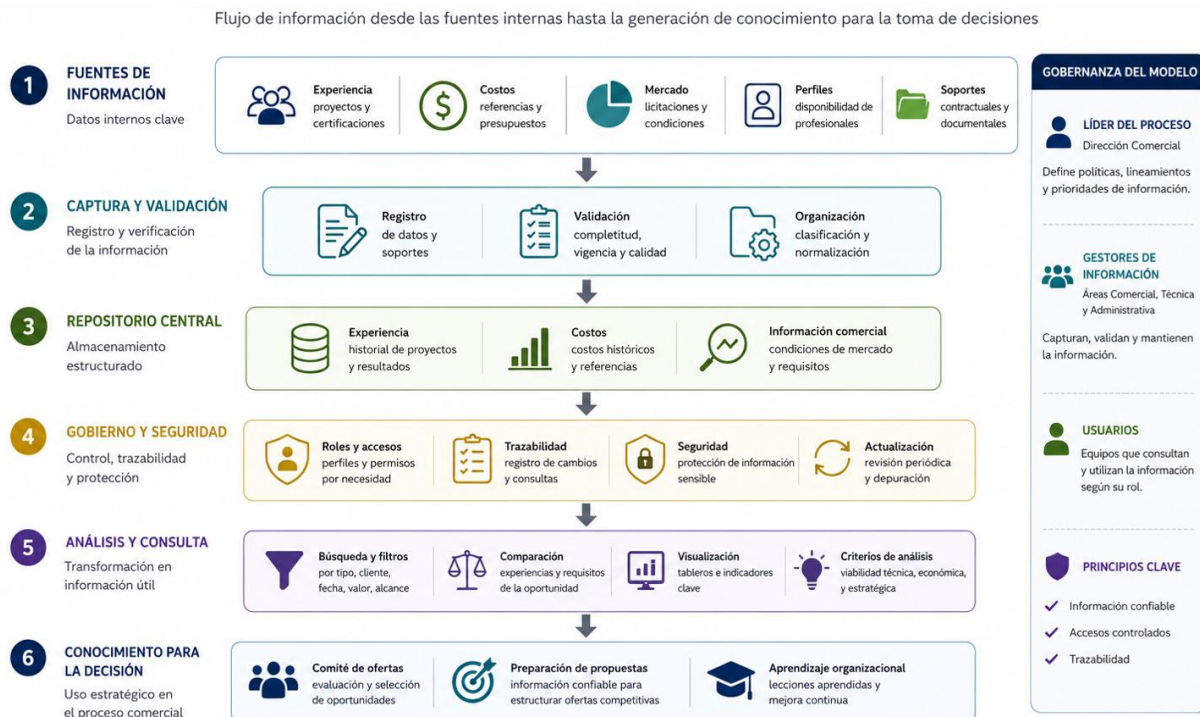 Flujo de información desde las fuentes internas hasta la generación de conocimiento para la toma de decisiones
1
FUENTES DE
INFORMACIÓN
Datos internos clave
Experiencia
proyectos y
certificaciones
Costos
referencias y
presupuestos
Mercado
licitaciones y
condiciones
Perfiles
disponibilidad de
profesionales
Soportes
contractuales y
documentales
2
CAPTURA Y VALIDACIÓN
Registro y verificación
de la información
Registro
de datos y
soportes
Validación
completitud,
vigencia y calidad
Organización
clasificación y
normalización
3
REPOSITORIO CENTRAL
Almacenamiento
estructurado
Experiencia
historial de proyectos
y resultados
Costos
costos históricos
y referencias
Información comercial
condiciones de mercado
y requisitos
4
GOBIERNO Y SEGURIDAD
Control, trazabilidad
y protección
Roles y accesos
perfiles y permisos
por necesidad
Trazabilidad
registro de cambios
y consultas
Seguridad
protección de información
sensible
Actualización
revisión periódica
y depuración
5
ANÁLISIS Y CONSULTA
Transformación en
información útil
Búsqueda y filtros
por tipo, cliente,
fecha, valor, alcance
Comparación
experiencias y requisitos
de la oportunidad
Visualización
tableros e indicadores
clave
Criterios de análisis
viabilidad técnica, económica,
y estratégica
6
CONOCIMIENTO PARA
LA DECISIÓN
Uso estratégico en
el proceso comercial
Comité de ofertas
evaluación y selección
de oportunidades
Preparación de propuestas
información confiable para
estructurar ofertas competitivas
Aprendizaje organizacional
lecciones aprendidas y
mejora continua
GOBERNANZA DEL MODELO
LÍDER DEL PROCESO
Dirección Comercial
Define políticas, lineamientos
y prioridades de información.
GESTORES DE
INFORMACIÓN
Áreas Comercial, Técnica
y Administrativa
Capturan, validan y mantienen
la información.
USUARIOS
Equipos que consultan
y utilizan la información
según su rol.
PRINCIPIOS CLAVE
Información confiable
Accesos controlados
Trazabilidad